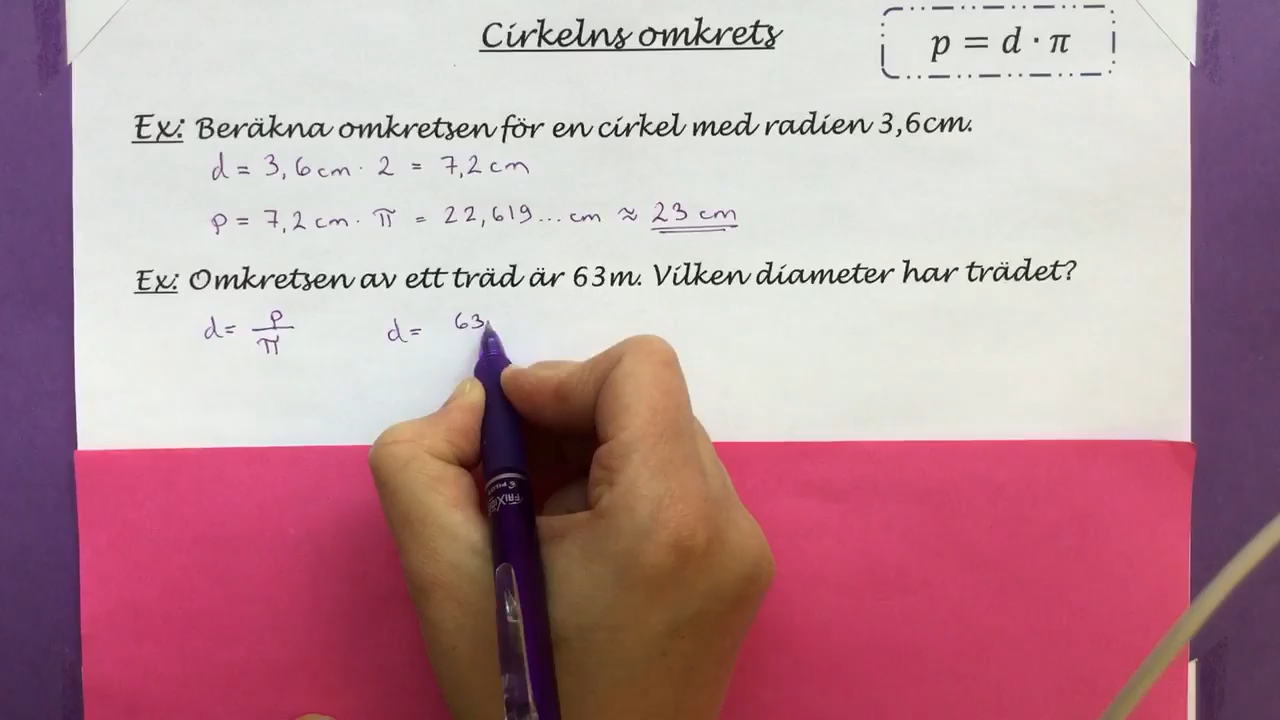 Cirkelns omkrets
p = d · π
Ex: Beräkna omkretsen för en cirkel med radien 3,6cm.
d = 3,6 cm · 2 = 7,2 cm
p = 7,2 cm · π = 22,619... cm ≈ 23 cm
Ex: Omkretsen av ett träd är 63m. Vilken diameter har trädet?
d = p/π d = 63
FRIXION
PILOT